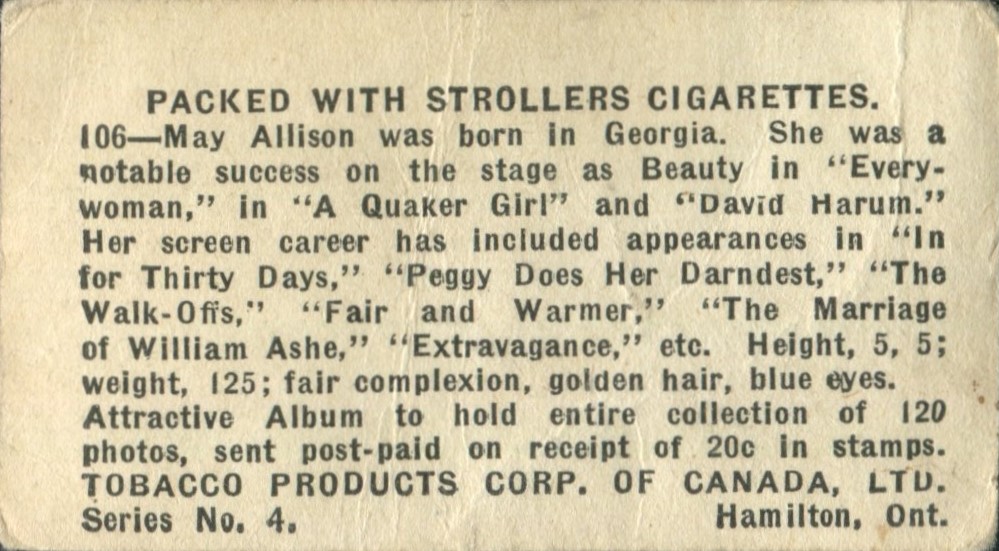 PACKED WITH STROLLERS CIGARETTES.
106—May Allison was born in Georgia. She was a
notable success on the stage as Beauty in "Every-
woman," in "A Quaker Girl" and "David Harum."
Her screen career has included appearances in "In
for Thirty Days," "Peggy Does Her Darndest," "The
Walk-Offs," "Fair and Warmer," "The Marriage
of William Ashe," "Extravagance," etc. Height, 5, 5;
weight, 125; fair complexion, golden hair, blue eyes.
Attractive Album to hold entire collection of 120
photos, sent post-paid on receipt of 20c in stamps.
TOBACCO PRODUCTS CORP. OF CANADA, LTD.
Series No. 4. Hamilton, Ont.